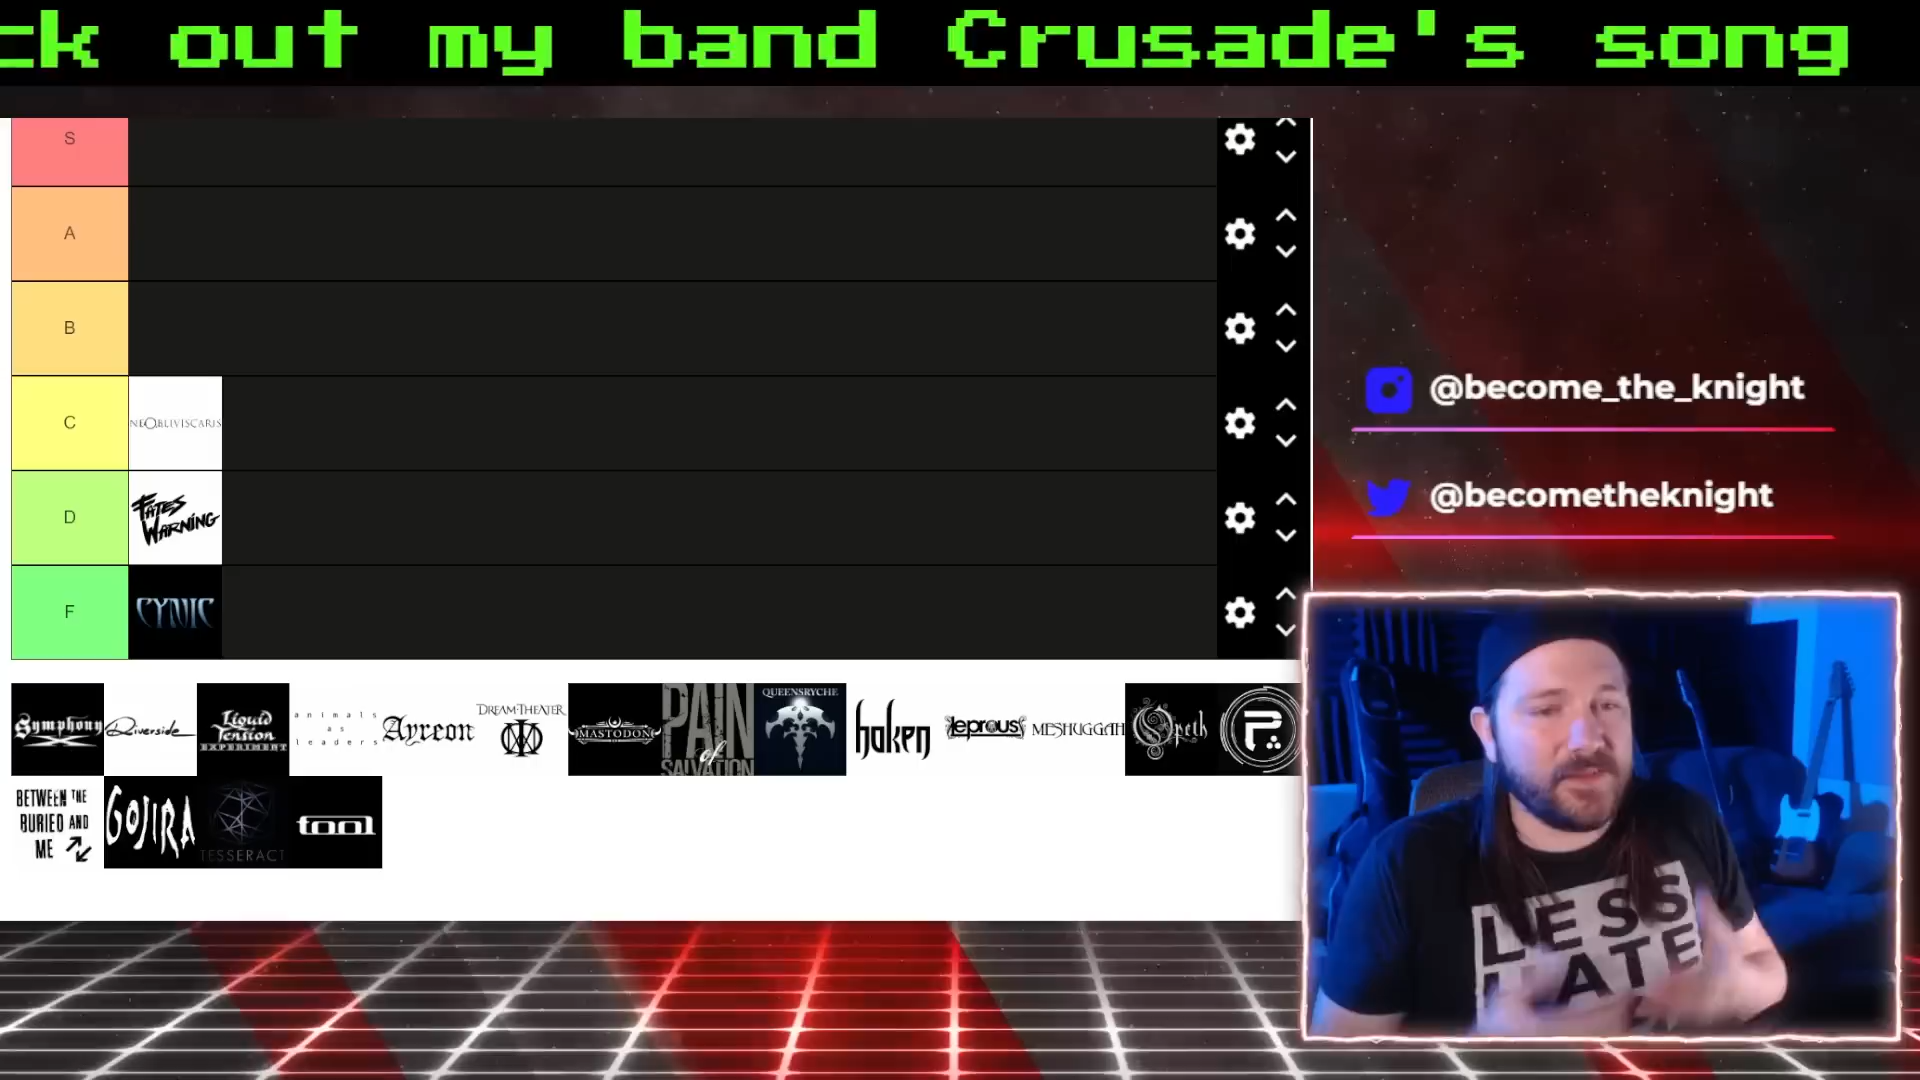 ck out my band Crusade's song
S
A
B
C
NE OBLIVISCARIS
D
FATES
WARNING
F
CYNIC
Symphony X
Riverside
Liquid
Tension
EXPERIMENT
animals
as
leaders
Ayreon
DREAM THEATER
MASTODON
PAIN
of
SALVATION
QUEENSRYCHE
haken
leprous
MESHUGGAH
Opeth
P
BETWEEN THE
BURIED AND
ME
GOJIRA
TESSERACT
tool
@become_the_knight
@becometheknight
LESS
HATE